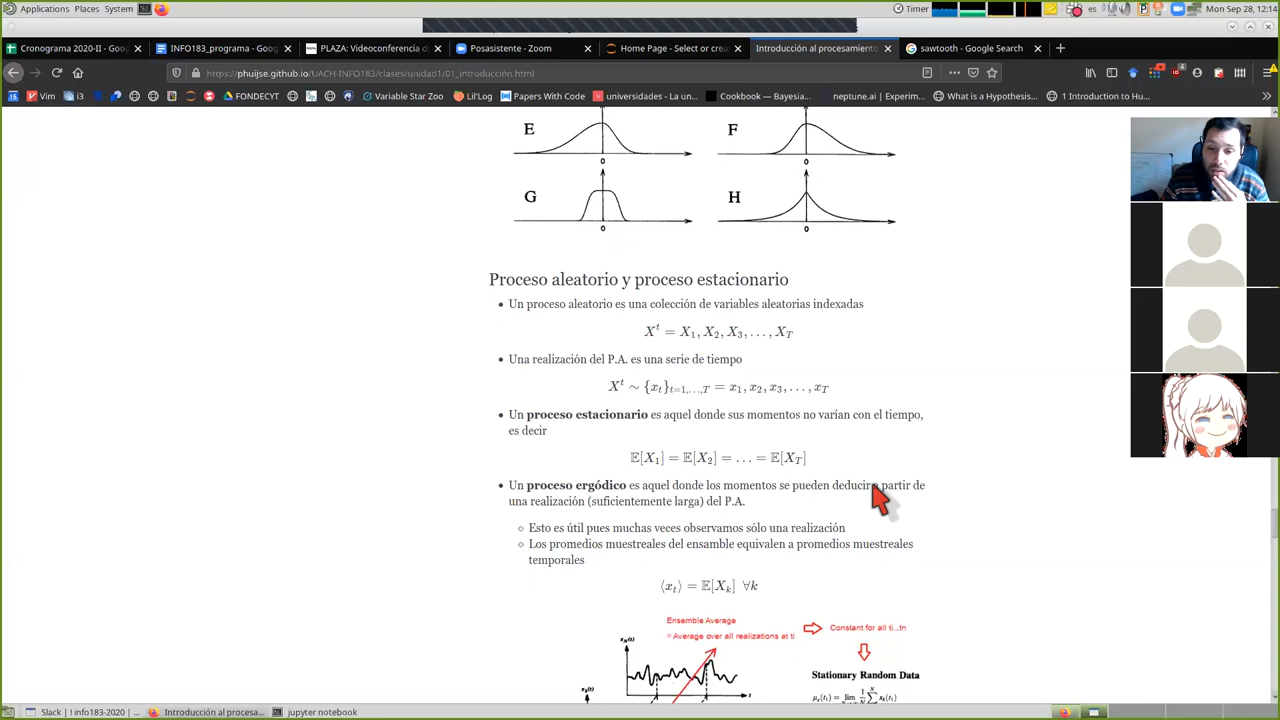 Applications Places System
Timer
es
Mon Sep 28, 12:14
Cronograma 2020-II - Goo
INFO183_programa - Goog
PLAZA: Videoconferencia d
Posasistente - Zoom
Home Page - Select or crea
Introducción al procesamiento
sawtooth - Google Search
https://phuijse.github.io/UACH-INFO183/clases/unidad1/01_introducción.html
Vim
i3
FONDECYT
Variable Star Zoo
Lil'Log
Papers With Code
universidades - La un...
Cookbook — Bayesia...
neptune.ai | Experim...
What is a Hypothesis...
1 Introduction to Hu...
E
F
0
0
G
H
0
0
Proceso aleatorio y proceso estacionario
• Un proceso aleatorio es una colección de variables aleatorias indexadas
X^t = X_1, X_2, X_3, . . . , X_T
• Una realización del P.A. es una serie de tiempo
X^t ∼ {x_t}_{t=1,...,T} = x_1, x_2, x_3, . . . , x_T
• Un proceso estacionario es aquel donde sus momentos no varían con el tiempo,
es decir
𝔼[X_1] = 𝔼[X_2] = . . . = 𝔼[X_T]
• Un proceso ergódico es aquel donde los momentos se pueden deducir a partir de
una realización (suficientemente larga) del P.A.
○ Esto es útil pues muchas veces observamos sólo una realización
○ Los promedios muestreales del ensamble equivalen a promedios muestreales
temporales
⟨x_t⟩ = 𝔼[X_k] ∀k
Ensemble Average
= Average over all realizations at ti
Constant for all ti...tn
x_N(t)
t
Stationary Random Data
Slack | ! info183-2020 | ...
Introducción al procesa...
jupyter notebook